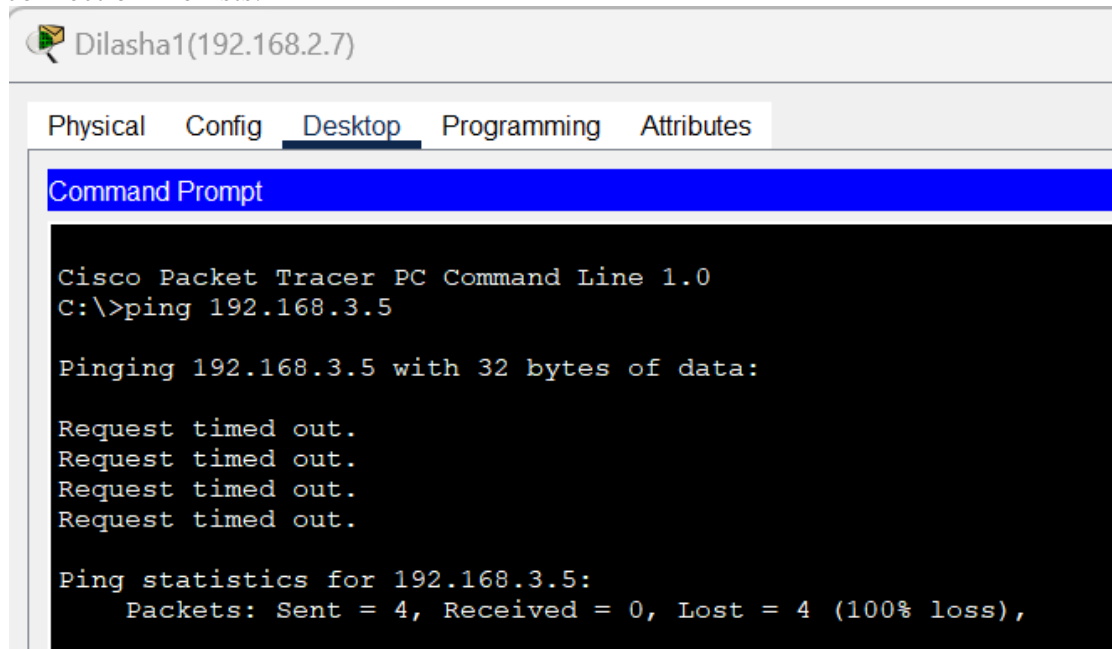 Dilasha1(192.168.2.7)
Physical Config Desktop Programming Attributes
Command Prompt
Cisco Packet Tracer PC Command Line 1.0
C:\>ping 192.168.3.5
Pinging 192.168.3.5 with 32 bytes of data:
Request timed out.
Request timed out.
Request timed out.
Request timed out.
Ping statistics for 192.168.3.5:
Packets: Sent = 4, Received = 0, Lost = 4 (100% loss),